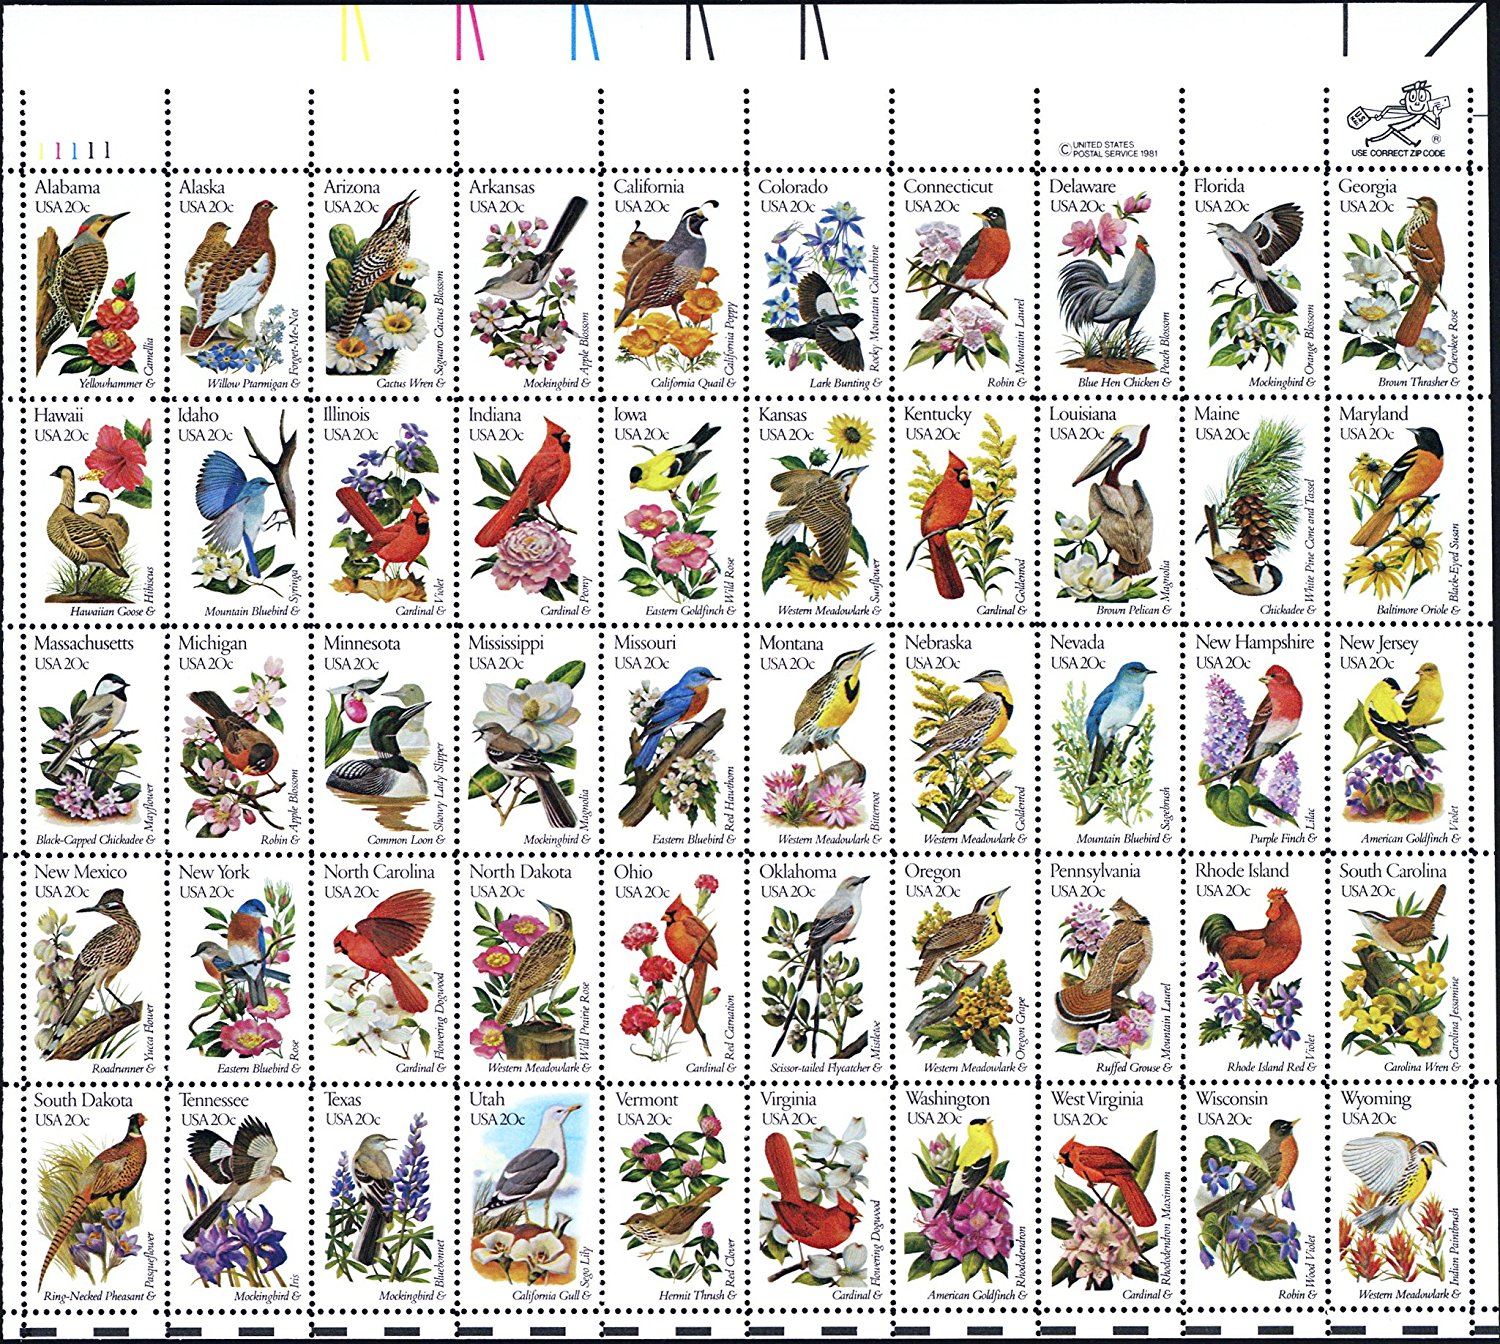 1 1 1 1 1
© UNITED STATES
POSTAL SERVICE 1981
®
USE CORRECT ZIP CODE
Alabama
USA 20c
Yellowhammer &
Camellia
Alaska
USA 20c
Willow Ptarmigan &
Forget-Me-Not
Arizona
USA 20c
Cactus Wren &
Saguaro Cactus Blossom
Arkansas
USA 20c
Mockingbird &
Apple Blossom
California
USA 20c
California Quail &
California Poppy
Colorado
USA 20c
Lark Bunting &
Rocky Mountain Columbine
Connecticut
USA 20c
Robin &
Mountain Laurel
Delaware
USA 20c
Blue Hen Chicken &
Peach Blossom
Florida
USA 20c
Mockingbird &
Orange Blossom
Georgia
USA 20c
Brown Thrasher &
Cherokee Rose
Hawaii
USA 20c
Hawaiian Goose &
Hibiscus
Idaho
USA 20c
Mountain Bluebird &
Syringa
Illinois
USA 20c
Cardinal &
Violet
Indiana
USA 20c
Cardinal &
Peony
Iowa
USA 20c
Eastern Goldfinch &
Wild Rose
Kansas
USA 20c
Western Meadowlark &
Sunflower
Kentucky
USA 20c
Cardinal &
Goldenrod
Louisiana
USA 20c
Brown Pelican &
Magnolia
Maine
USA 20c
Chickadee &
White Pine Cone and Tassel
Maryland
USA 20c
Baltimore Oriole &
Black-Eyed Susan
Massachusetts
USA 20c
Black-Capped Chickadee &
Mayflower
Michigan
USA 20c
Robin &
Apple Blossom
Minnesota
USA 20c
Common Loon &
Showy Lady Slipper
Mississippi
USA 20c
Mockingbird &
Magnolia
Missouri
USA 20c
Eastern Bluebird &
Red Hawthorn
Montana
USA 20c
Western Meadowlark &
Bitterroot
Nebraska
USA 20c
Western Meadowlark &
Goldenrod
Nevada
USA 20c
Mountain Bluebird &
Sagebrush
New Hampshire
USA 20c
Purple Finch &
Lilac
New Jersey
USA 20c
American Goldfinch &
Violet
New Mexico
USA 20c
Roadrunner &
Yucca Flower
New York
USA 20c
Eastern Bluebird &
Rose
North Carolina
USA 20c
Cardinal &
Flowering Dogwood
North Dakota
USA 20c
Western Meadowlark &
Wild Prairie Rose
Ohio
USA 20c
Cardinal &
Red Carnation
Oklahoma
USA 20c
Scissor-tailed Flycatcher &
Mistletoe
Oregon
USA 20c
Western Meadowlark &
Oregon Grape
Pennsylvania
USA 20c
Ruffed Grouse &
Mountain Laurel
Rhode Island
USA 20c
Rhode Island Red &
Violet
South Carolina
USA 20c
Carolina Wren &
Carolina Jessamine
South Dakota
USA 20c
Ring-Necked Pheasant &
Pasqueflower
Tennessee
USA 20c
Mockingbird &
Iris
Texas
USA 20c
Mockingbird &
Bluebonnet
Utah
USA 20c
California Gull &
Sego Lily
Vermont
USA 20c
Hermit Thrush &
Red Clover
Virginia
USA 20c
Cardinal &
Flowering Dogwood
Washington
USA 20c
American Goldfinch &
Rhododendron
West Virginia
USA 20c
Cardinal &
Rhododendron Maximum
Wisconsin
USA 20c
Robin &
Wood Violet
Wyoming
USA 20c
Western Meadowlark &
Indian Paintbrush